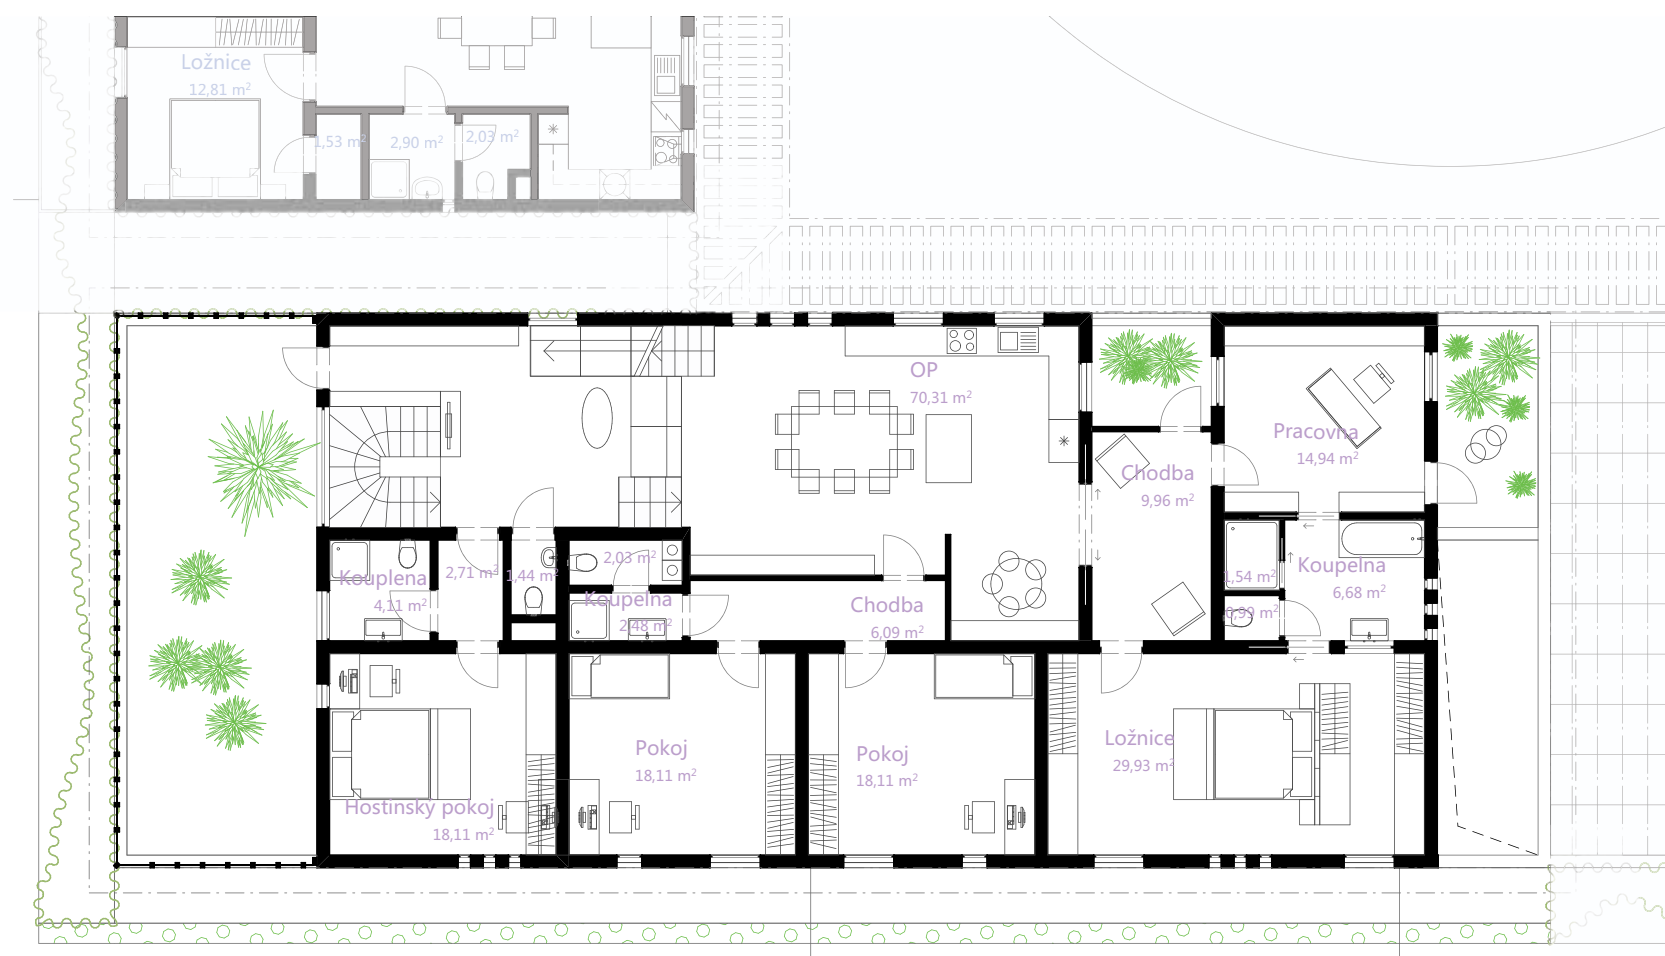 Ložnice
12,81 m²
1,53 m²
2,90 m²
2,03 m²
OP
70,31 m²
Pracovna
14,94 m²
Chodba
9,96 m²
Kouplena
4,11 m²
2,71 m²
1,44 m²
2,03 m²
Koupelna
2,48 m²
Chodba
6,09 m²
1,54 m²
0,99 m²
Koupelna
6,68 m²
Hostinský pokoj
18,11 m²
Pokoj
18,11 m²
Pokoj
18,11 m²
Ložnice
29,93 m²